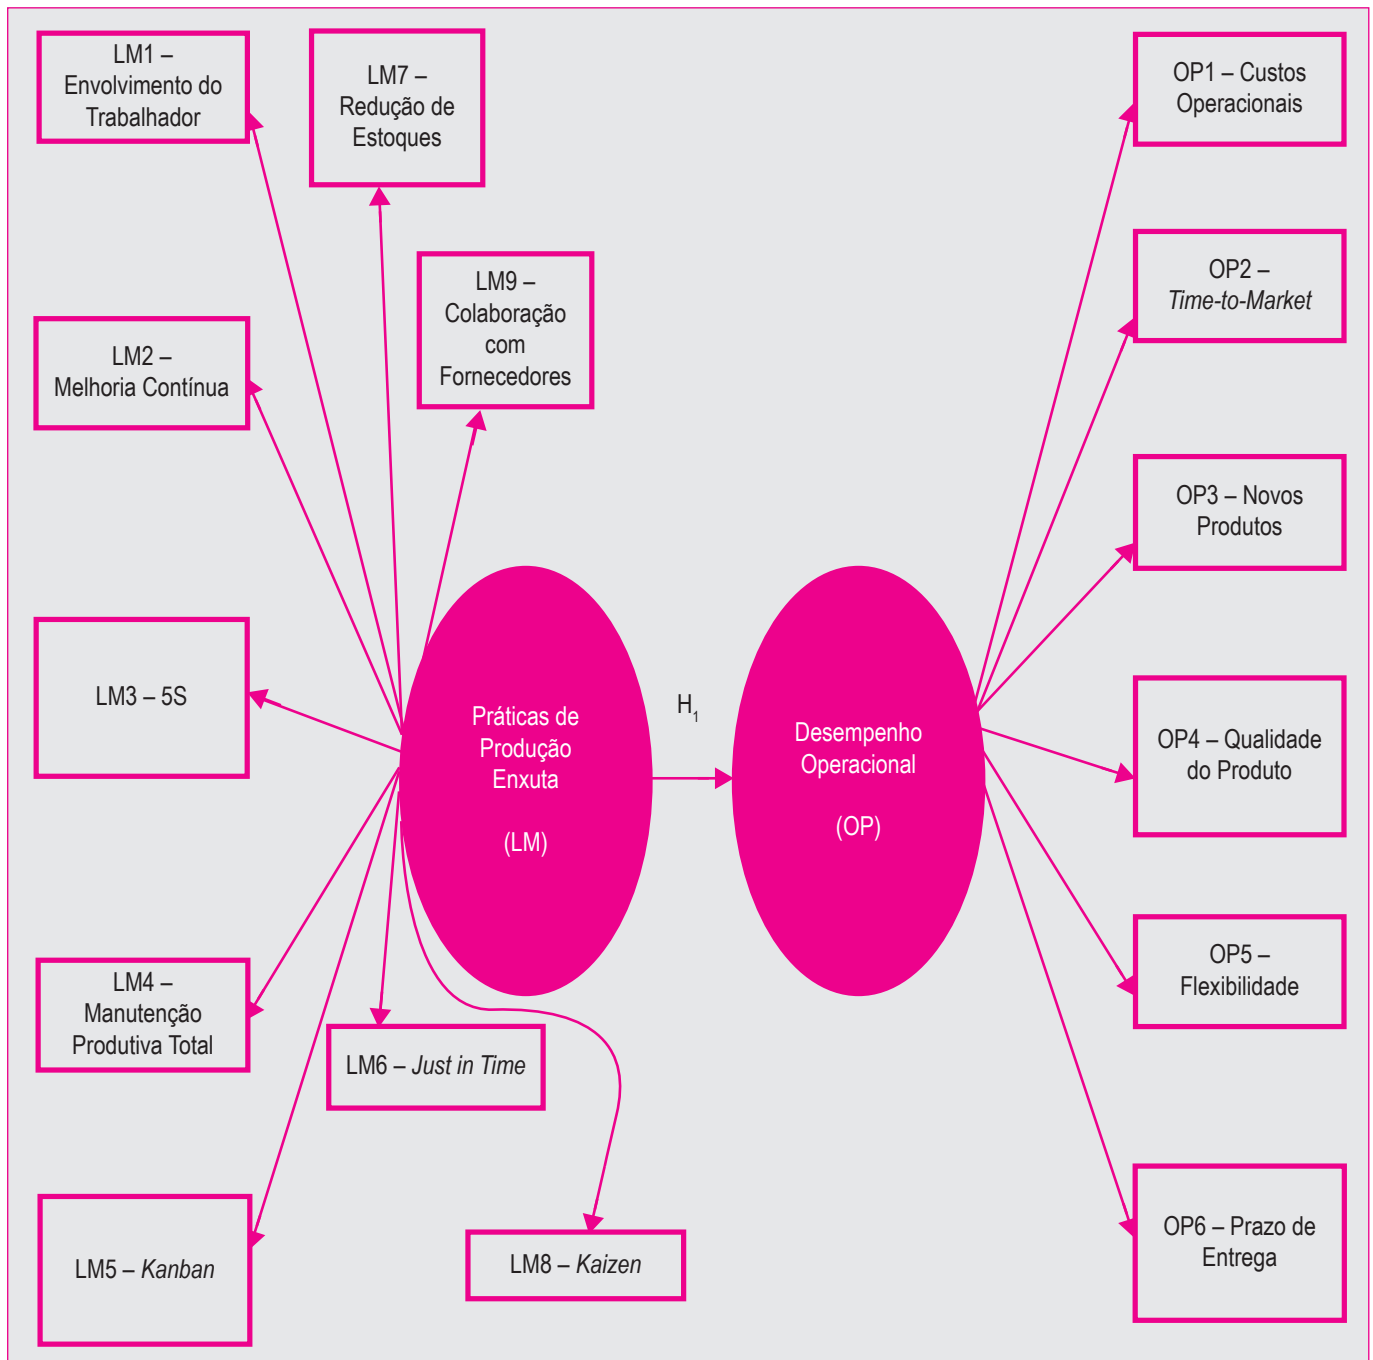 LM1 –
Envolvimento do
Trabalhador
LM7 –
Redução de
Estoques
LM9 –
Colaboração
com
Fornecedores
LM2 –
Melhoria Contínua
LM3 – 5S
LM4 –
Manutenção
Produtiva Total
LM5 – Kanban
LM6 – Just in Time
LM8 – Kaizen
Práticas de
Produção
Enxuta
(LM)
H1
Desempenho
Operacional
(OP)
OP1 – Custos
Operacionais
OP2 –
Time-to-Market
OP3 – Novos
Produtos
OP4 – Qualidade
do Produto
OP5 –
Flexibilidade
OP6 – Prazo de
Entrega